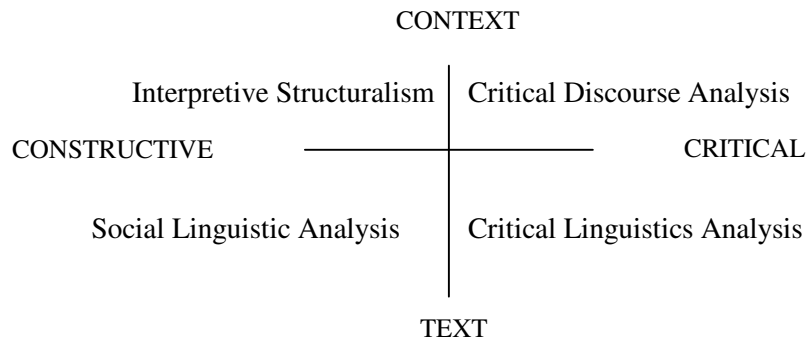 CONTEXT
Interpretive Structuralism
Critical Discourse Analysis
CONSTRUCTIVE
CRITICAL
Social Linguistic Analysis
Critical Linguistics Analysis
TEXT